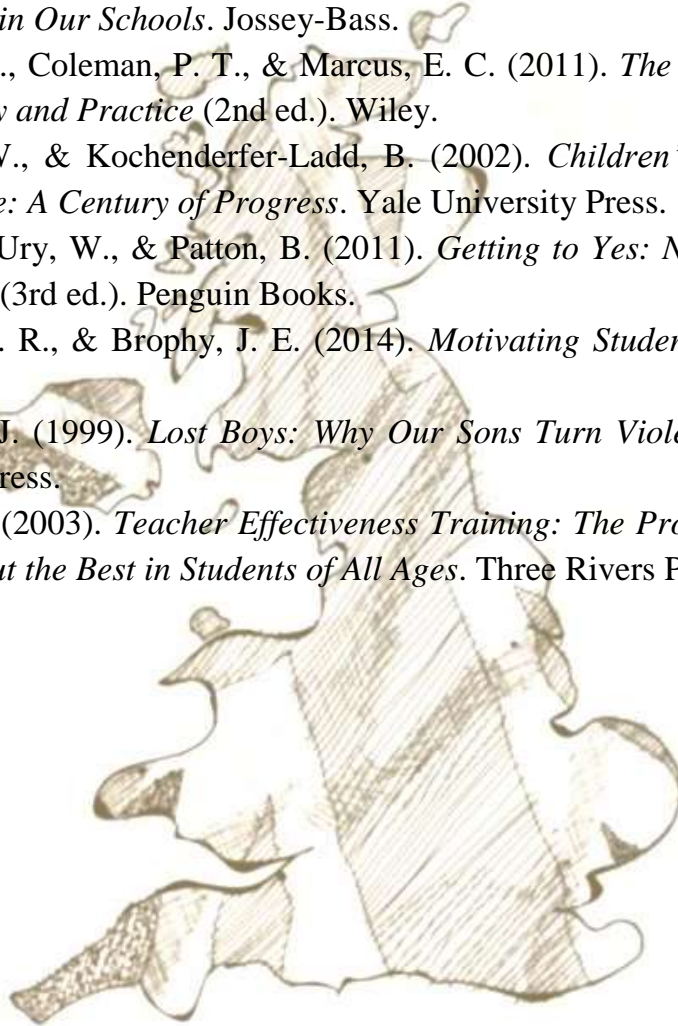 in Our Schools. Jossey-Bass.
., Coleman, P. T., & Marcus, E. C. (2011). The
y and Practice (2nd ed.). Wiley.
V., & Kochenderfer-Ladd, B. (2002). Children'
e: A Century of Progress. Yale University Press.
Ury, W., & Patton, B. (2011). Getting to Yes: N
(3rd ed.). Penguin Books.
. R., & Brophy, J. E. (2014). Motivating Studen
J. (1999). Lost Boys: Why Our Sons Turn Viole
ress.
(2003). Teacher Effectiveness Training: The Pro
ut the Best in Students of All Ages. Three Rivers P